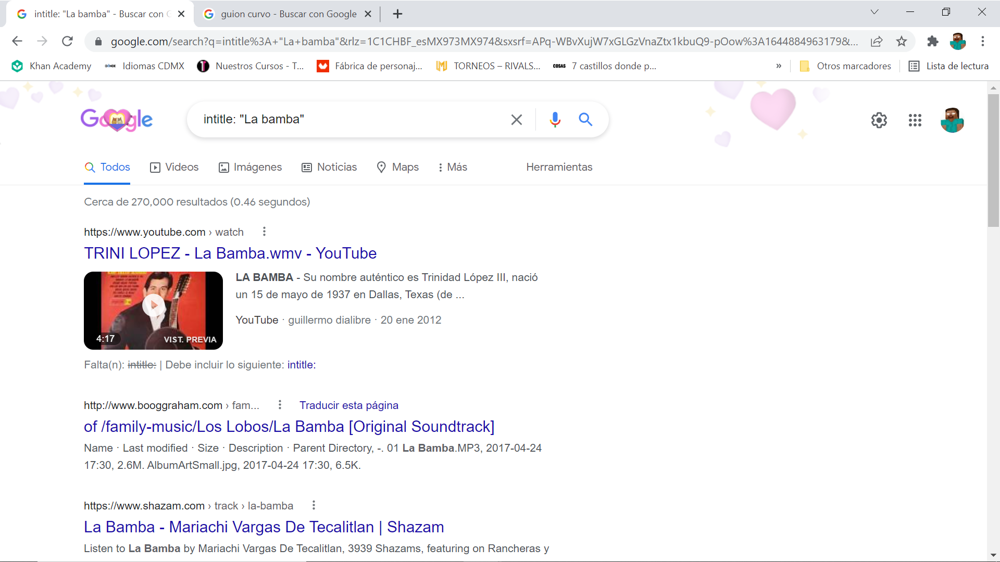 intitle: "La bamba" - Buscar con G
guion curvo - Buscar con Google
google.com/search?q=intitle%3A+"La+bamba"&rlz=1C1CHBF_esMX973MX974&sxsrf=APq-WBvXujW7xGLGzVnaZtx1kbuQ9-pOow%3A1644884963179&...
Khan Academy
Idiomas CDMX
Nuestros Cursos - T...
Fábrica de personaj...
TORNEOS – RIVALS...
COSAS
7 castillos donde p...
»
Otros marcadores
Lista de lectura
Google
intitle: "La bamba"
Todos
Videos
Imágenes
Noticias
Maps
Más
Herramientas
Cerca de 270,000 resultados (0.46 segundos)
https://www.youtube.com › watch
TRINI LOPEZ - La Bamba.wmv - YouTube
LA BAMBA - Su nombre auténtico es Trinidad López III, nació
un 15 de mayo de 1937 en Dallas, Texas (de ...
YouTube · guillermo dialibre · 20 ene 2012
4:17
VIST. PREVIA
Falta(n): intitle: | Debe incluir lo siguiente: intitle:
http://www.booggraham.com › fam...
Traducir esta página
of /family-music/Los Lobos/La Bamba [Original Soundtrack]
Name · Last modified · Size · Description · Parent Directory, -. 01 La Bamba.MP3, 2017-04-24
17:30, 2.6M. AlbumArtSmall.jpg, 2017-04-24 17:30, 6.5K.
https://www.shazam.com › track › la-bamba
La Bamba - Mariachi Vargas De Tecalitlan | Shazam
Listen to La Bamba by Mariachi Vargas De Tecalitlan, 3939 Shazams, featuring on Rancheras y